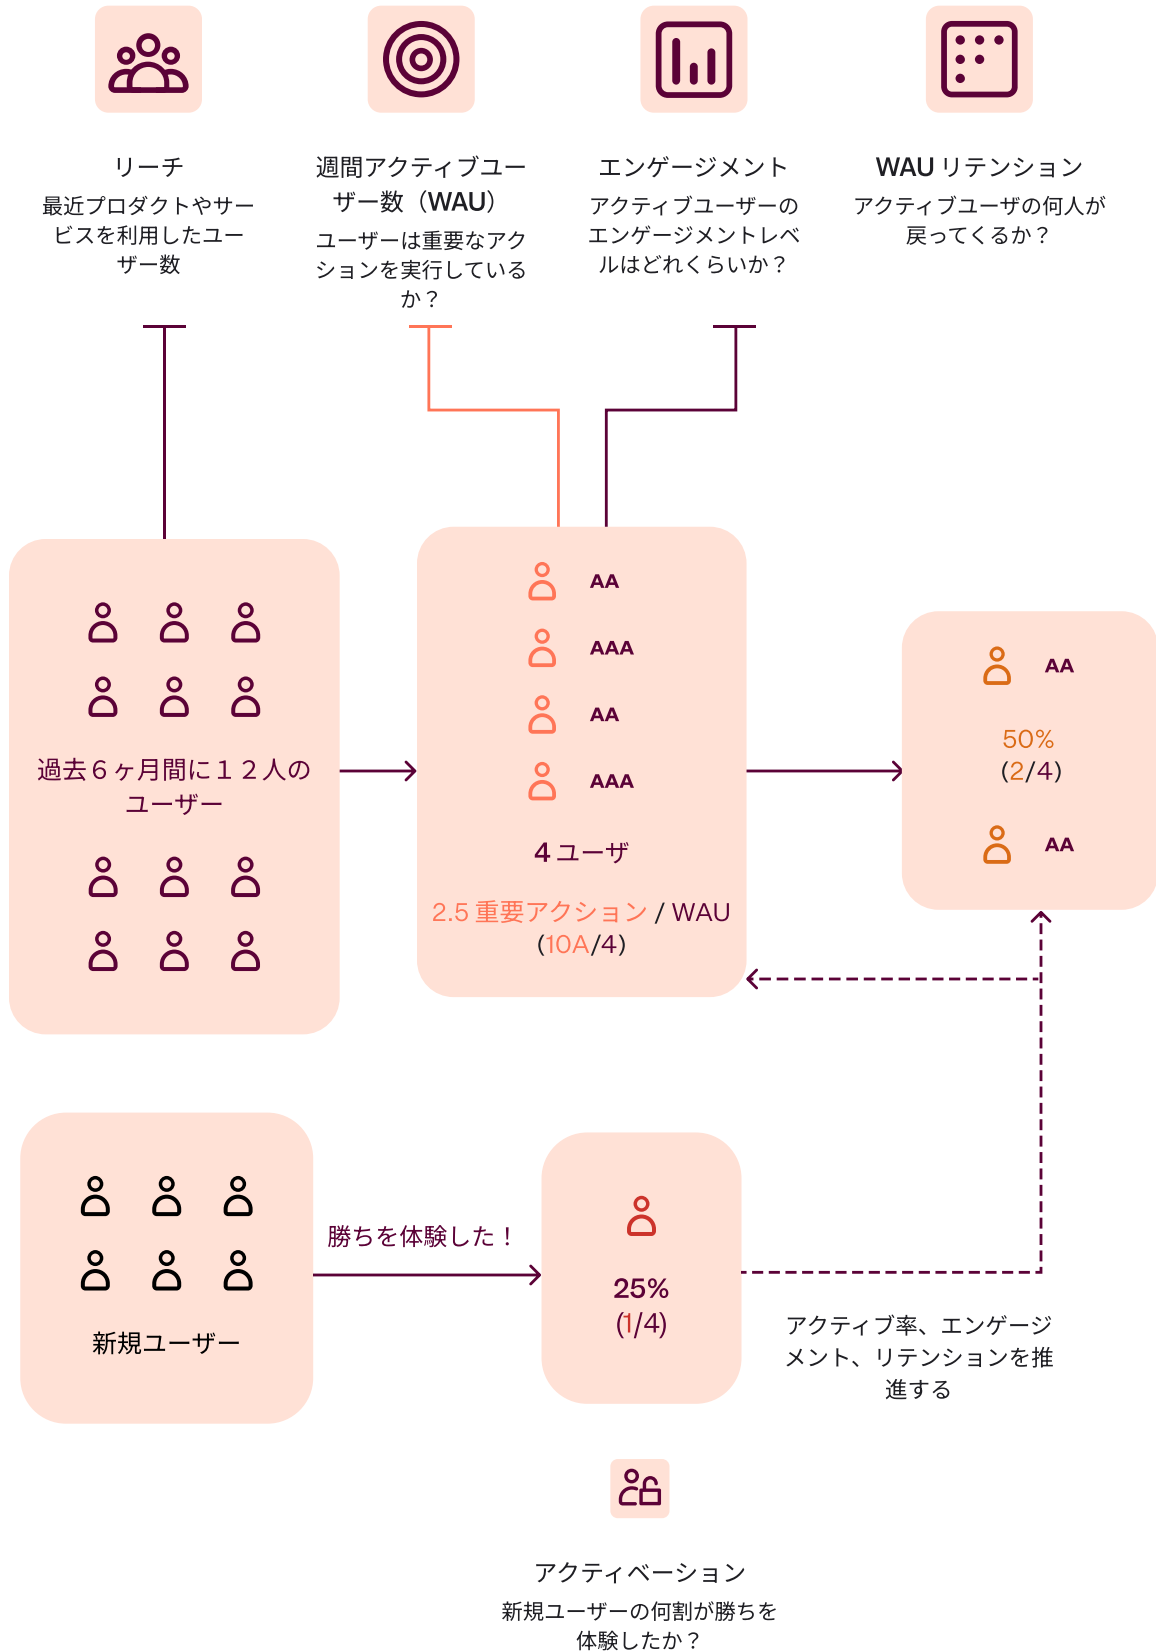 リーチ
最近プロダクトやサー
ビスを利用したユー
ザー数
週間アクティブユー
ザー数（WAU）
ユーザーは重要なアク
ションを実行している
か？
エンゲージメント
アクティブユーザーの
エンゲージメントレベ
ルはどれくらいか？
WAU リテンション
アクティブユーザの何人が
戻ってくるか？
過去６ヶ月間に１２人の
ユーザー
AA
AAA
AA
AAA
4 ユーザ
2.5 重要アクション / WAU
(10A/4)
AA
50%
(2/4)
AA
新規ユーザー
勝ちを体験した！
25%
(1/4)
アクティブ率、エンゲージ
メント、リテンションを推
進する
アクティベーション
新規ユーザーの何割が勝ちを
体験したか？